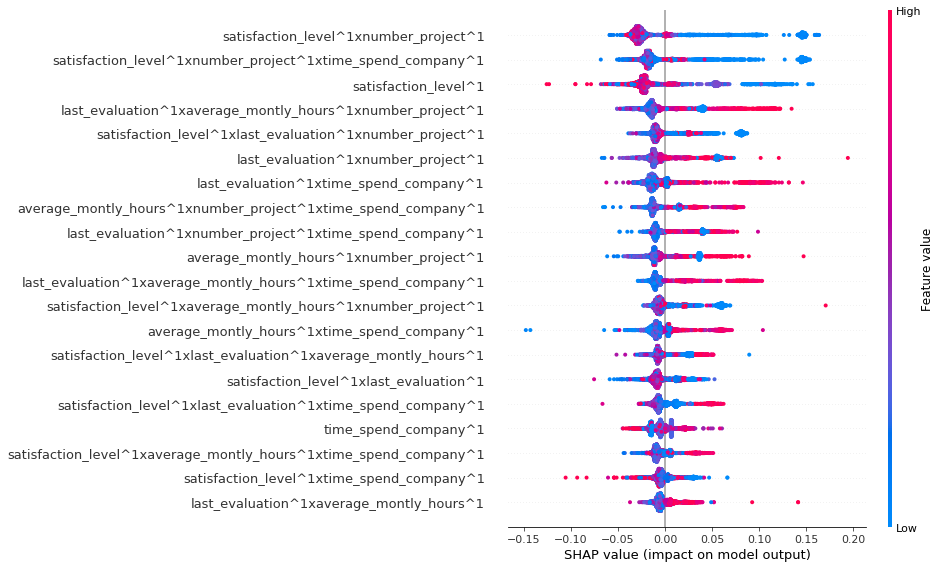 High
satisfaction_level^1xnumber_project^1
satisfaction_level^1xnumber_project^1xtime_spend_company^1
satisfaction_level^1
last_evaluation^1xaverage_montly_hours^1xnumber_project^1
satisfaction_level^1xlast_evaluation^1xnumber_project^1
last_evaluation^1xnumber_project^1
last_evaluation^1xtime_spend_company^1
average_montly_hours^1xnumber_project^1xtime_spend_company^1
last_evaluation^1xnumber_project^1xtime_spend_company^1
average_montly_hours^1xnumber_project^1
last_evaluation^1xaverage_montly_hours^1xtime_spend_company^1
satisfaction_level^1xaverage_montly_hours^1xnumber_project^1
average_montly_hours^1xtime_spend_company^1
satisfaction_level^1xlast_evaluation^1xaverage_montly_hours^1
satisfaction_level^1xlast_evaluation^1
satisfaction_level^1xlast_evaluation^1xtime_spend_company^1
time_spend_company^1
satisfaction_level^1xaverage_montly_hours^1xtime_spend_company^1
satisfaction_level^1xtime_spend_company^1
last_evaluation^1xaverage_montly_hours^1
Feature value
Low
−0.15 −0.10 −0.05 0.00 0.05 0.10 0.15 0.20
SHAP value (impact on model output)